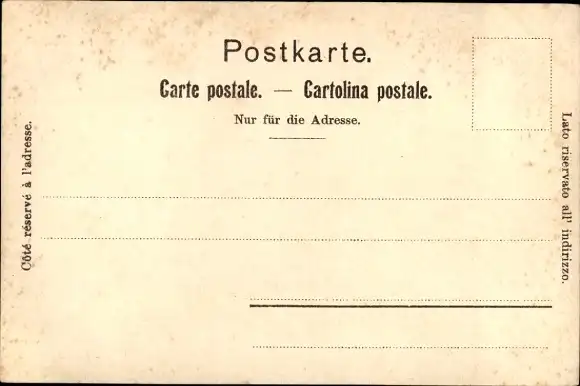 Postkarte.
Carte postale. — Cartolina postale.
Nur für die Adresse.
Côté réservé à l'adresse.
Lato riservato all' indirizzo.